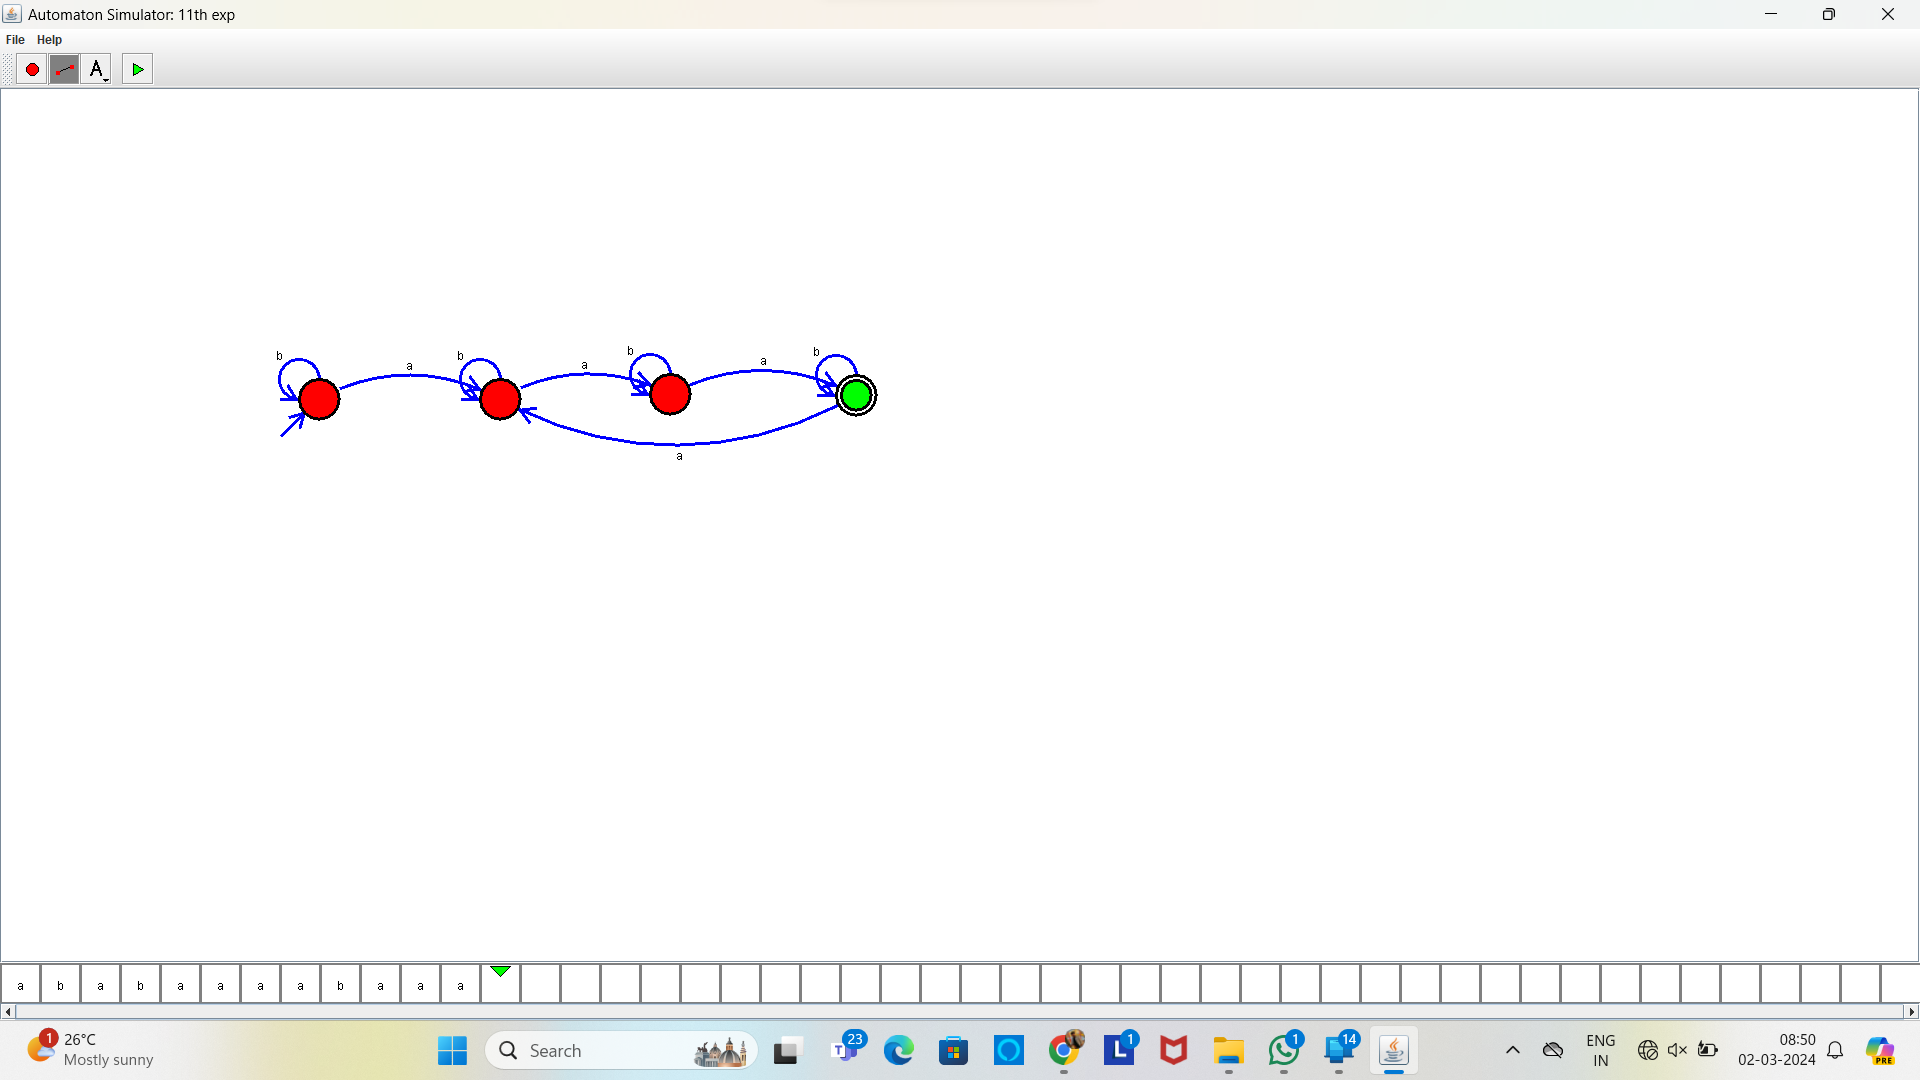 Automaton Simulator: 11th exp
File Help
A
b a b a b a b
a
a b a b a a a a b a a a
1 26°C
Mostly sunny
Search
23
L 1
1
14
ENG
IN
08:50
02-03-2024
PRE